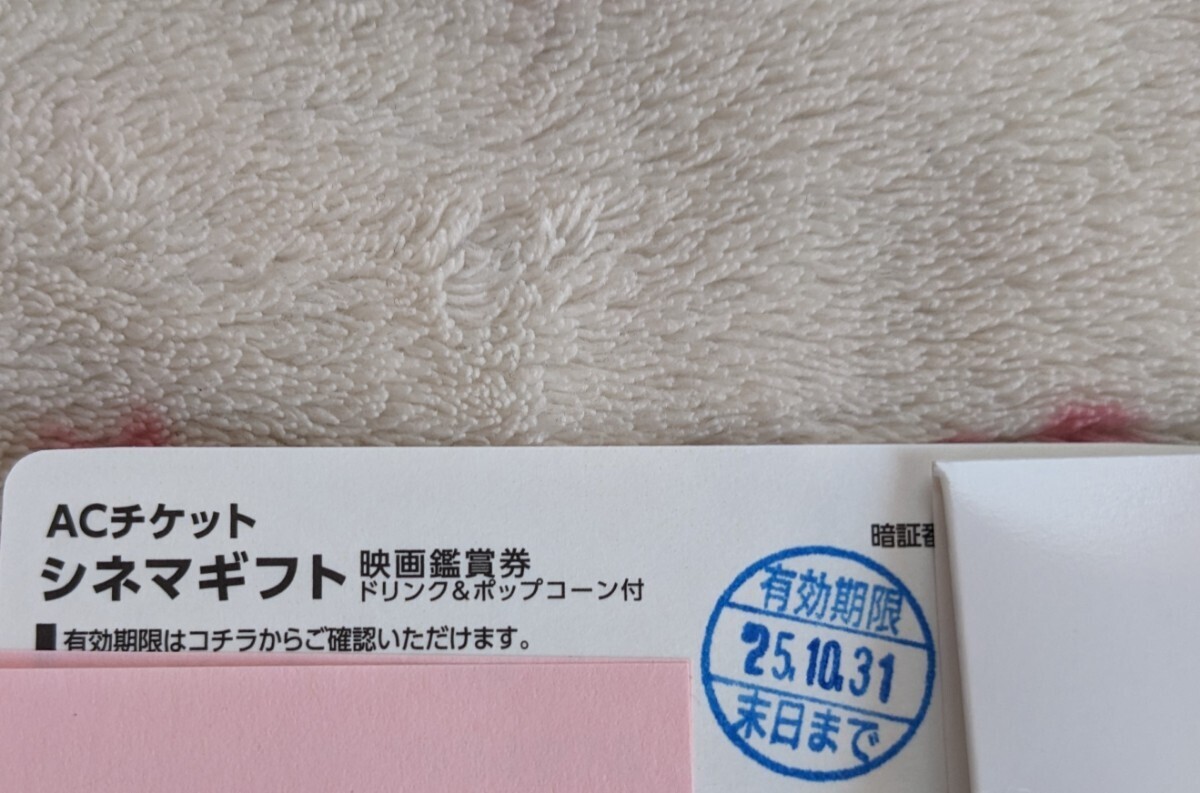 ACチケット
シネマギフト 映画鑑賞券
ドリンク&ポップコーン付
■有効期限はコチラからご確認いただけます。
暗証番
有効期限
'25.10.31
末日まで